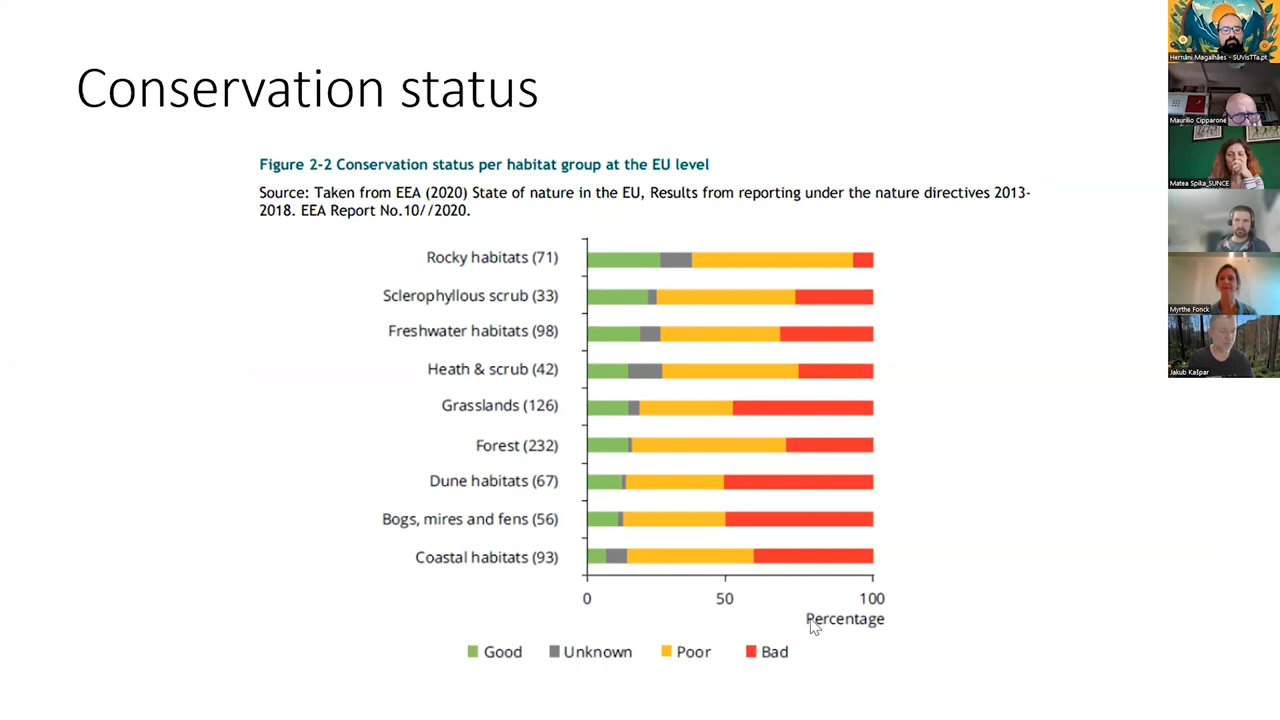 Conservation status
Figure 2-2 Conservation status per habitat group at the EU level
Source: Taken from EEA (2020) State of nature in the EU, Results from reporting under the nature directives 2013-
2018. EEA Report No.10//2020.
Rocky habitats (71)
Sclerophyllous scrub (33)
Freshwater habitats (98)
Heath & scrub (42)
Grasslands (126)
Forest (232)
Dune habitats (67)
Bogs, mires and fens (56)
Coastal habitats (93)
0 50 100
Percentage
Good Unknown Poor Bad
Hernâni Magalhães - SUVisTTa.pt
Maurilio Cipparone
Matea Spika_SUNCE
Myrthe Fonck
Jakub Kašpar